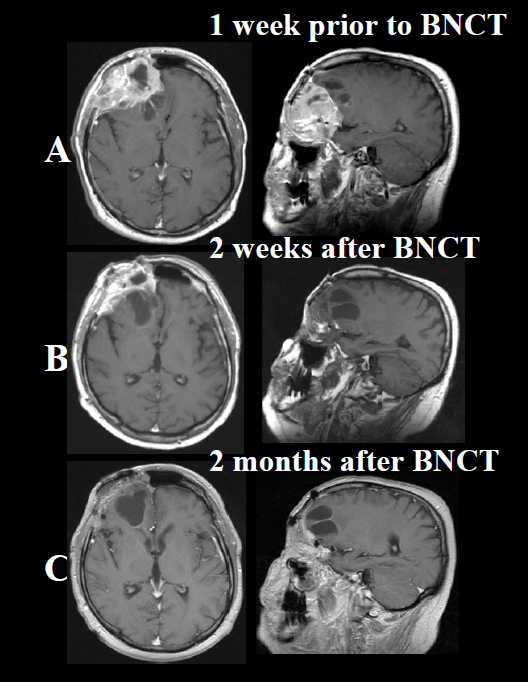 1 week prior to BNCT
A
2 weeks after BNCT
B
2 months after BNCT
C